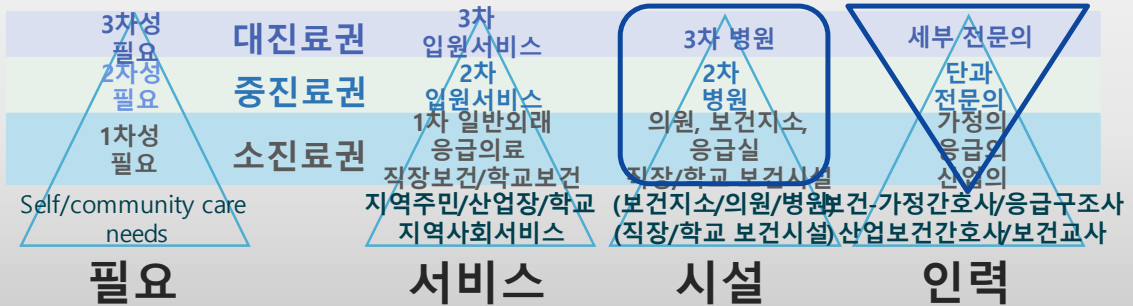 3차성
필요
대진료권
3차
입원서비스
3차 병원
세부 전문의
2차성
필요
중진료권
2차
입원서비스
2차
병원
단과
전문의
1차성
필요
소진료권
1차 일반외래
응급의료
직장보건/학교보건
의원, 보건지소,
응급실
직장/학교 보건시설
가정의
응급의
산업의
Self/community care
needs
지역주민/산업장/학교
지역사회서비스
(보건지소/의원/병원)
(직장/학교 보건시설)
보건-가정간호사/응급구조사
산업보건간호사/보건교사
필요
서비스
시설
인력